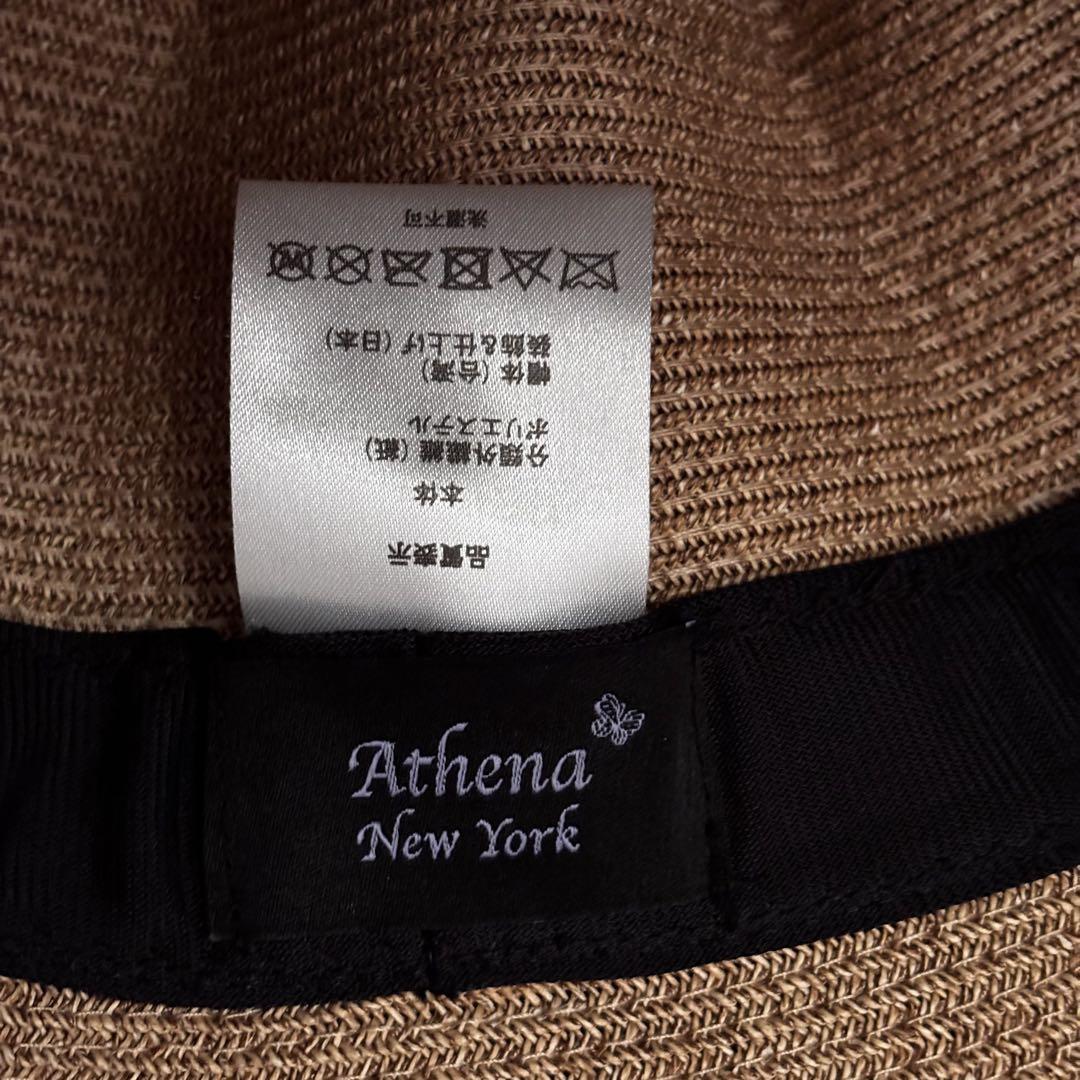 品質表示
本体
分類外繊維 (紙)
ポリエステル
帽体 (台湾)
装飾&仕上げ (日本)
洗濯不可
Athena
New York